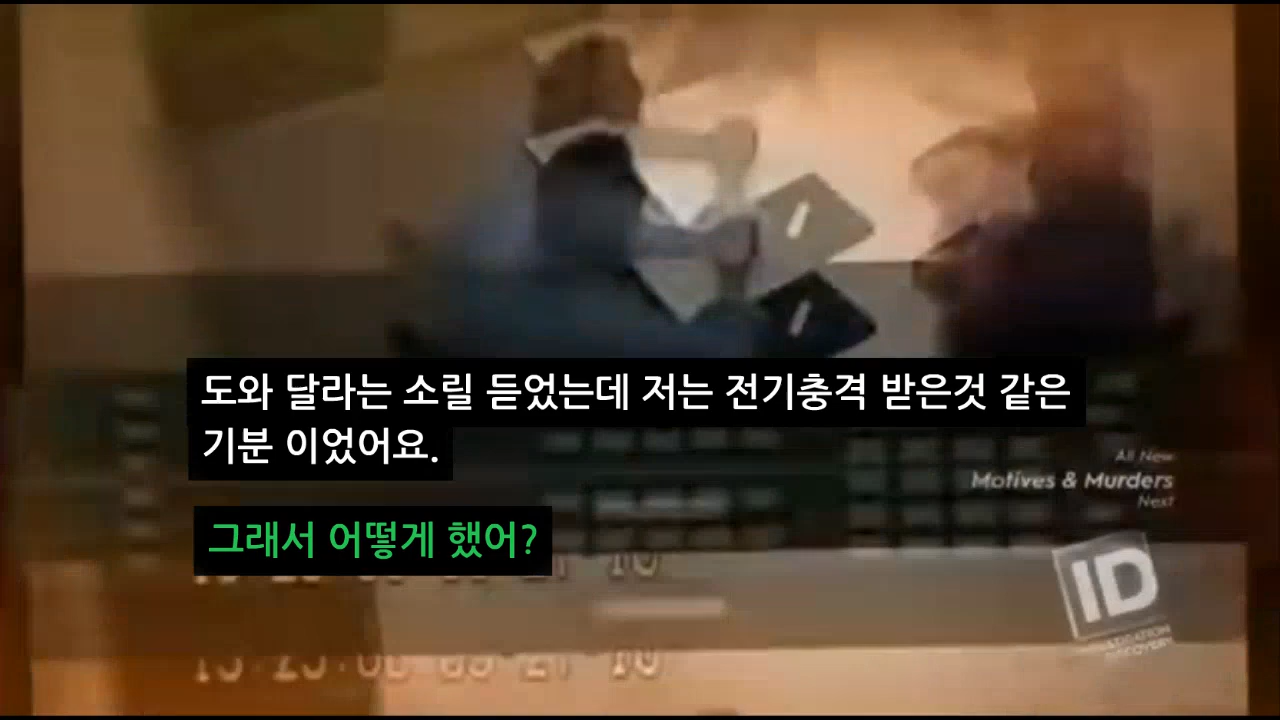 도와 달라는 소릴 듣었는데 저는 전기충격 받은것 같은
기분 이었어요.
All New
Motives & Murders
Next
그래서 어떻게 했어?
ID
DISCOVERY